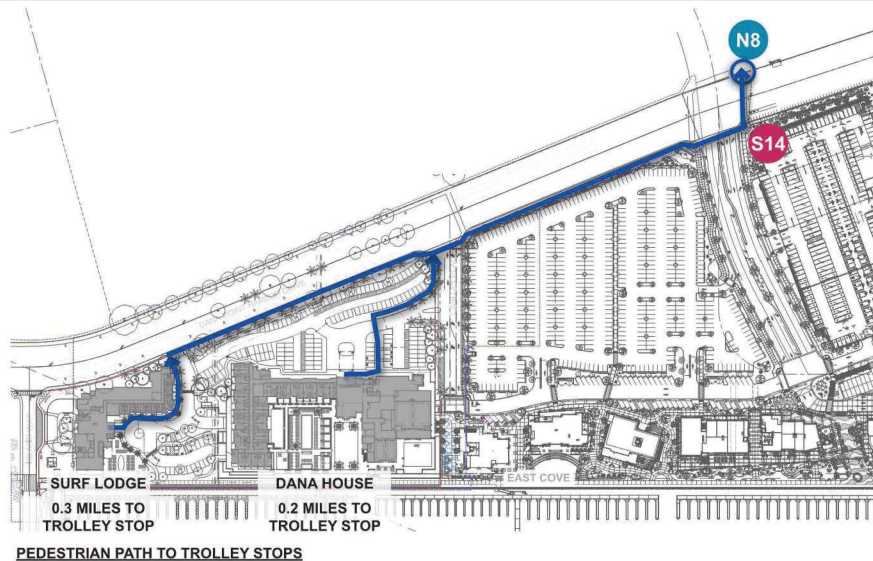 N8
S14
SURF LODGE
0.3 MILES TO
TROLLEY STOP
DANA HOUSE
0.2 MILES TO
TROLLEY STOP
EAST COVE
PEDESTRIAN PATH TO TROLLEY STOPS